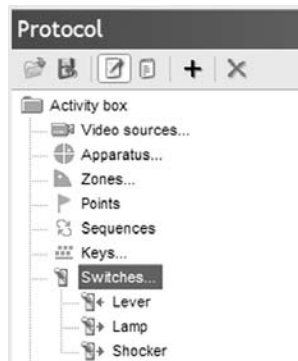 Protocol
Activity box
Video sources...
Apparatus...
Zones...
Points
Sequences
Keys...
Switches...
Lever
Lamp
Shocker